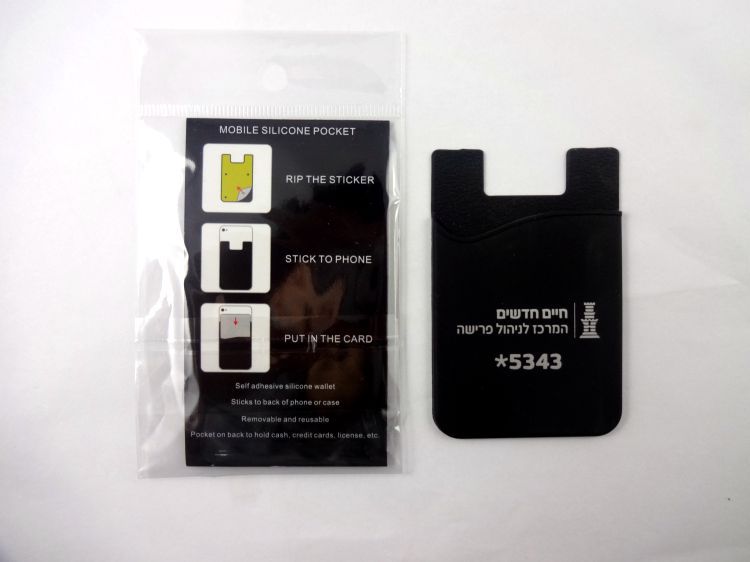 MOBILE SILICONE POCKET
RIP THE STICKER
STICK TO PHONE
PUT IN THE CARD
Self adhesive silicone wallet
Sticks to back of phone or case
Removable and reusable
Pocket on back to hold cash, credit cards, license, etc.
חיים חדשים
המרכז לניהול פרישה
*5343